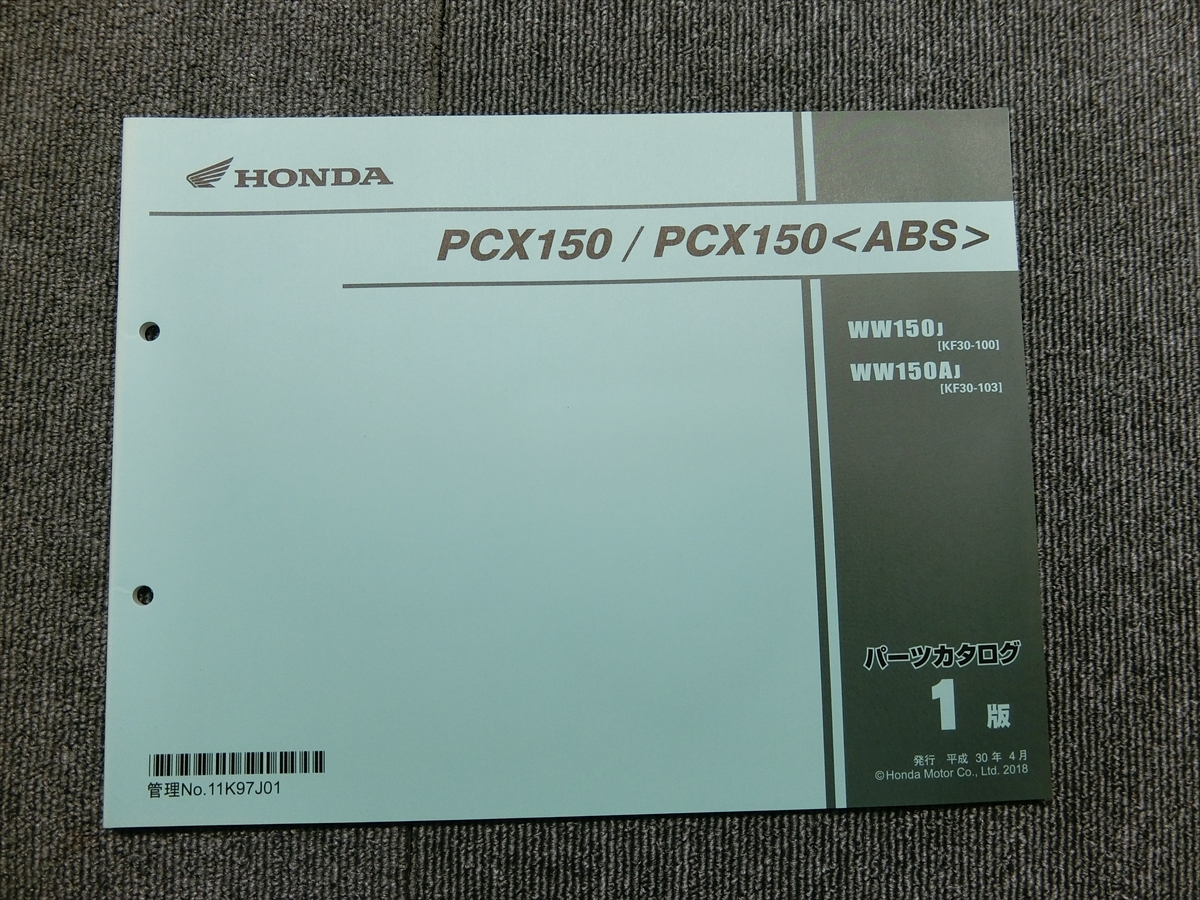 HONDA
PCX150 / PCX150<ABS>
WW150J
[KF30-100]
WW150AJ
[KF30-103]
パーツカタログ
1 版
発行 平成 30 年 4 月
©Honda Motor Co., Ltd. 2018
管理No.11K97J01